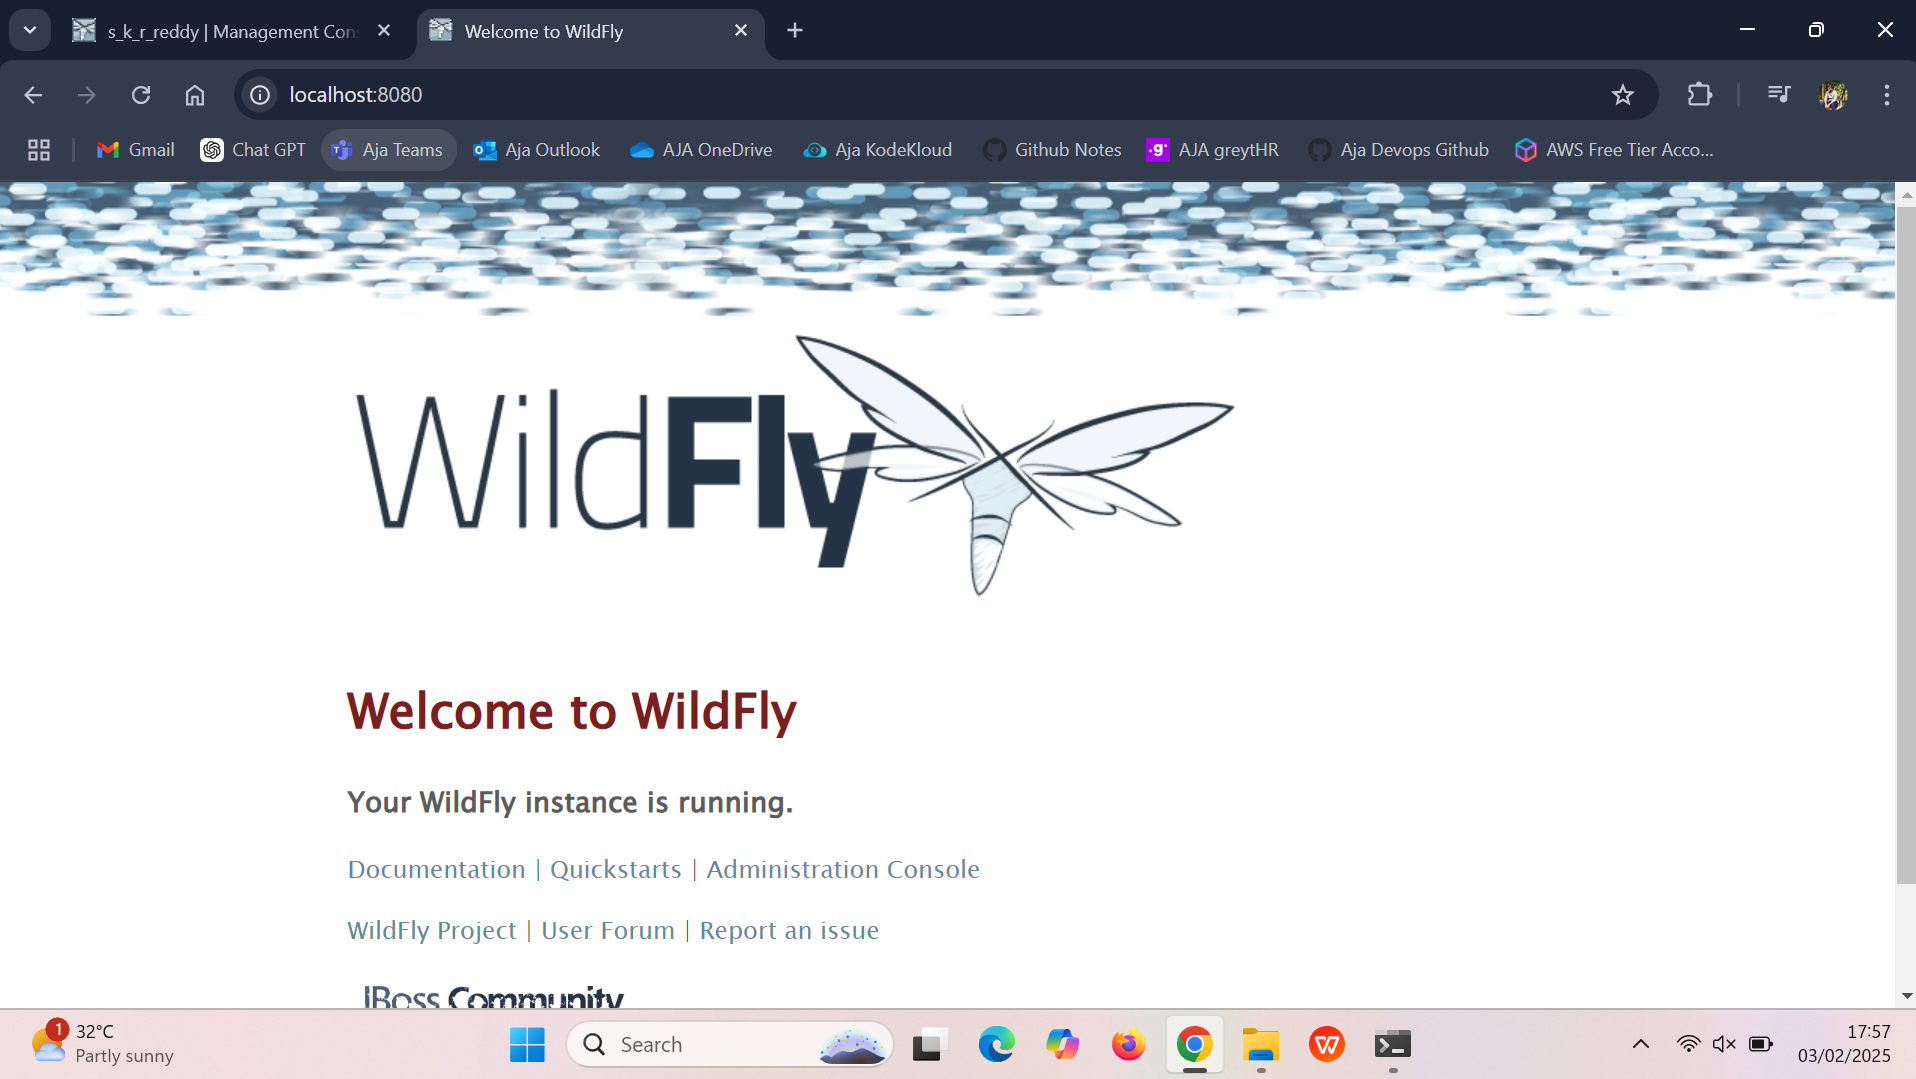 s_k_r_reddy | Management Con
Welcome to WildFly
localhost:8080
Gmail
Chat GPT
Aja Teams
Aja Outlook
AJA OneDrive
Aja KodeKloud
Github Notes
AJA greytHR
Aja Devops Github
AWS Free Tier Acco...
WildFly
Welcome to WildFly
Your WildFly instance is running.
Documentation | Quickstarts | Administration Console
WildFly Project | User Forum | Report an issue
JBoss Community
1
32°C
Partly sunny
Search
17:57
03/02/2025